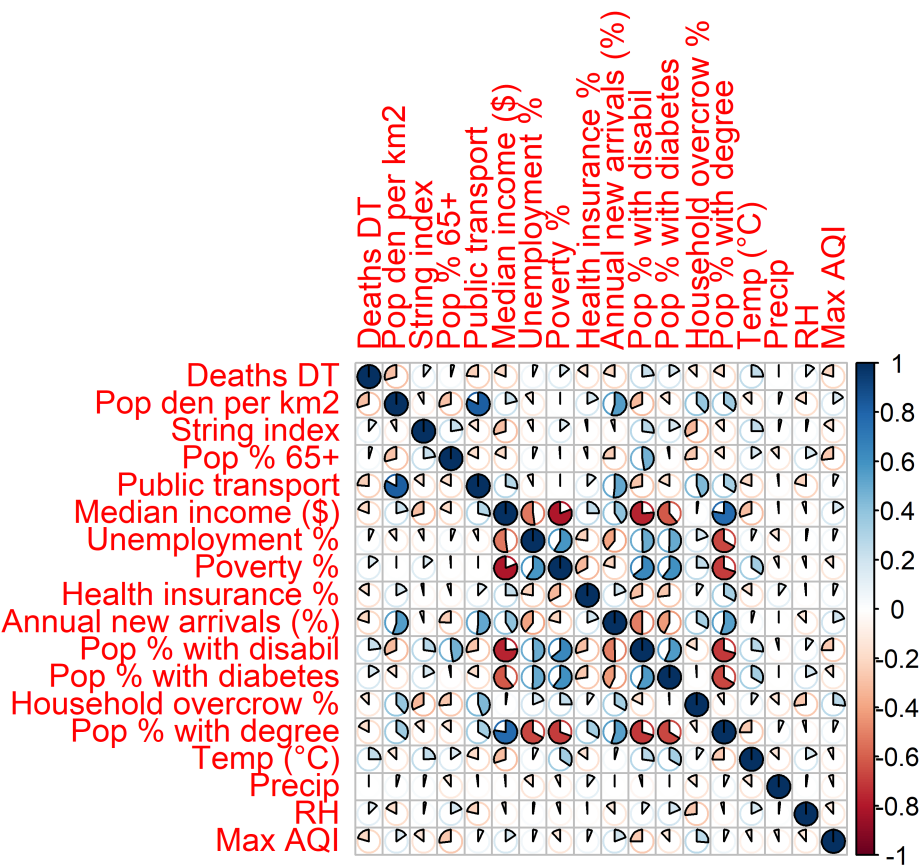 Deaths DT
Pop den per km2
String index
Pop % 65+
Public transport
Median income ($)
Unemployment %
Poverty %
Health insurance %
Annual new arrivals (%)
Pop % with disabil
Pop % with diabetes
Household overcrow %
Pop % with degree
Temp (°C)
Precip
RH
Max AQI
Deaths DT
Pop den per km2
String index
Pop % 65+
Public transport
Median income ($)
Unemployment %
Poverty %
Health insurance %
Annual new arrivals (%)
Pop % with disabil
Pop % with diabetes
Household overcrow %
Pop % with degree
Temp (°C)
Precip
RH
Max AQI
1
0.8
0.6
0.4
0.2
0
-0.2
-0.4
-0.6
-0.8
-1